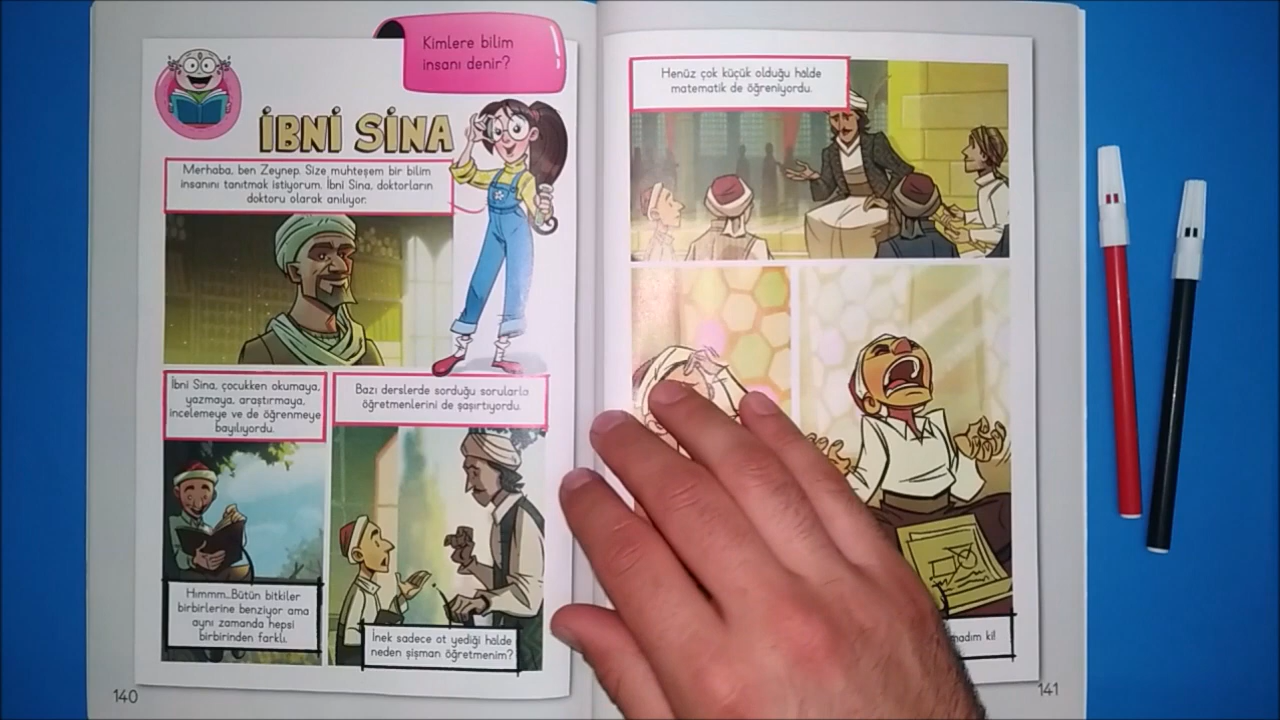 Kimlere bilim
insanı denir?
İBNİ SİNA
Merhaba, ben Zeynep. Size muhteşem bir bilim
insanını tanıtmak istiyorum. İbni Sina, doktorların
doktoru olarak anılıyor.
İbni Sina, çocukken okumaya,
yazmaya, araştırmaya,
incelemeye ve de öğrenmeye
bayılıyordu.
Bazı derslerde sorduğu sorularla
öğretmenlerini de şaşırtıyordu.
Hımmm...Bütün bitkiler
birbirlerine benziyor ama
aynı zamanda hepsi
birbirinden farklı.
İnek sadece ot yediği hâlde
neden şişman öğretmenim?
140
Henüz çok küçük olduğu hâlde
matematik de öğreniyordu.
ki!
141